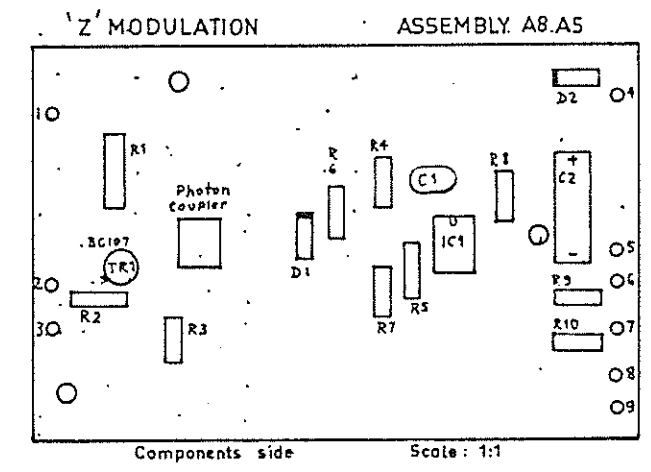 'Z' MODULATION ASSEMBLY. A8.A5
D2
4
1
R1
R
6
R4
C1
R8
+
C2
-
Photon
coupler
BC107
TR1
IC1
5
D1
2
R2
R3
R7
R5
R9
6
R10
7
3
8
9
Components side Scale: 1:1